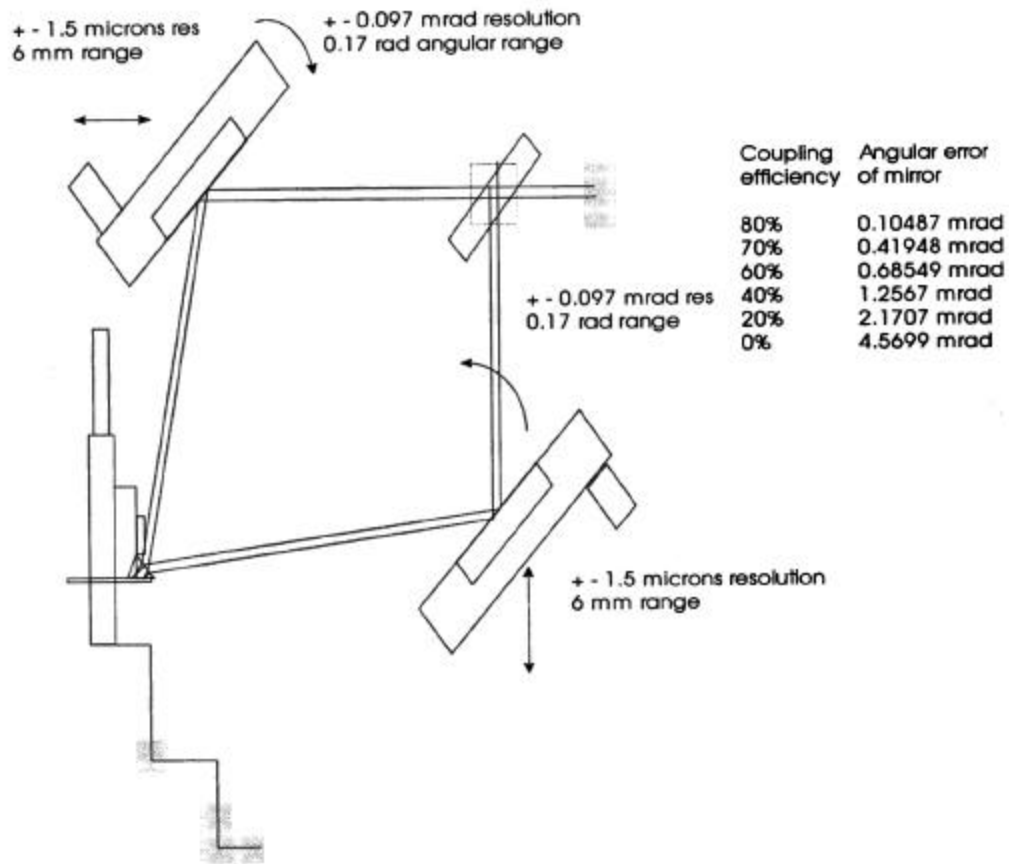 + - 1.5 microns res
6 mm range
+ - 0.097 mrad resolution
0.17 rad angular range
Coupling efficiency Angular error of mirror
80% 0.10487 mrad
70% 0.41948 mrad
60% 0.68549 mrad
40% 1.2567 mrad
20% 2.1707 mrad
0% 4.5699 mrad
+ - 0.097 mrad res
0.17 rad range
+ - 1.5 microns resolution
6 mm range